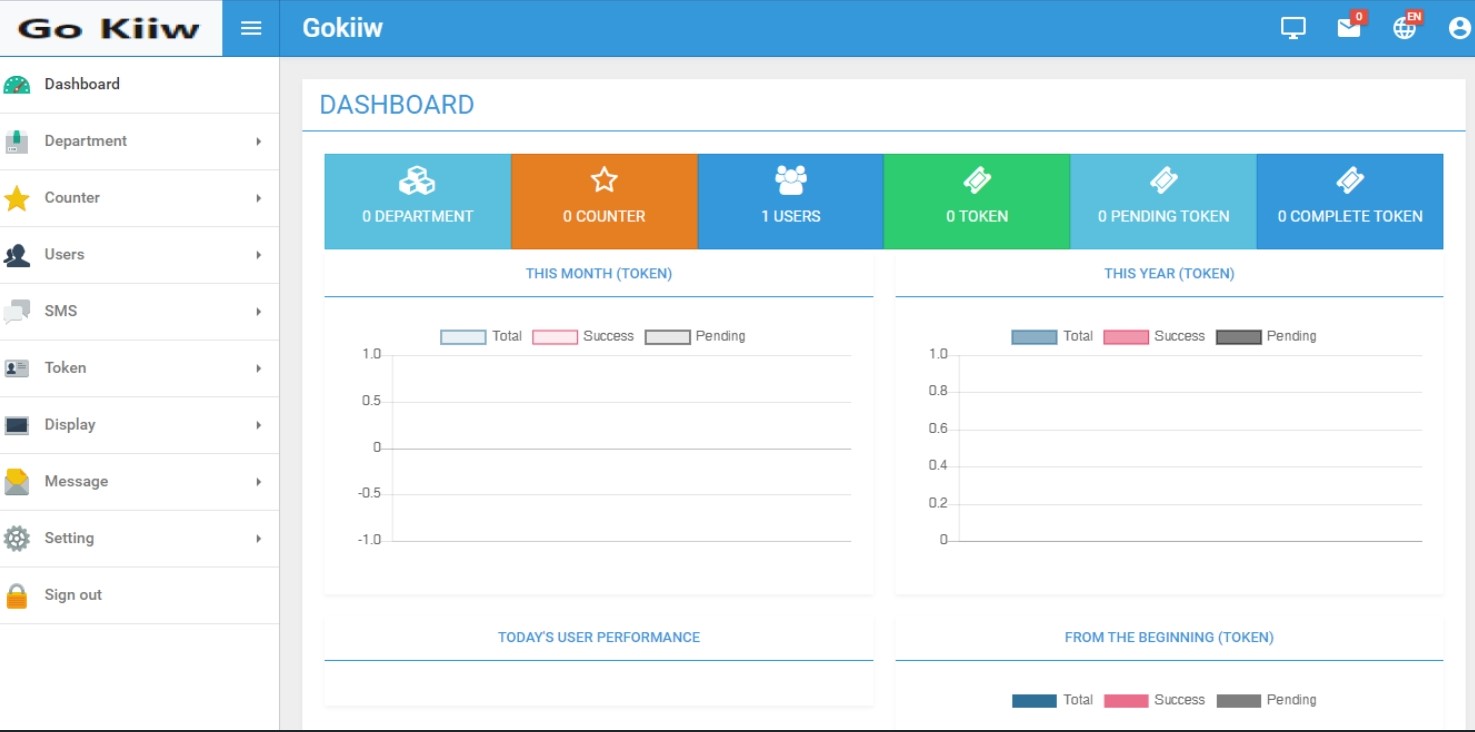 Go Kiiw
Gokiiw
0
EN
Dashboard
Department
Counter
Users
SMS
Token
Display
Message
Setting
Sign out
DASHBOARD
0 DEPARTMENT
0 COUNTER
1 USERS
0 TOKEN
0 PENDING TOKEN
0 COMPLETE TOKEN
THIS MONTH (TOKEN)
Total Success Pending
1.0
0.5
0
-0.5
-1.0
THIS YEAR (TOKEN)
Total Success Pending
1.0
0.8
0.6
0.4
0.2
0
TODAY'S USER PERFORMANCE
FROM THE BEGINNING (TOKEN)
Total Success Pending